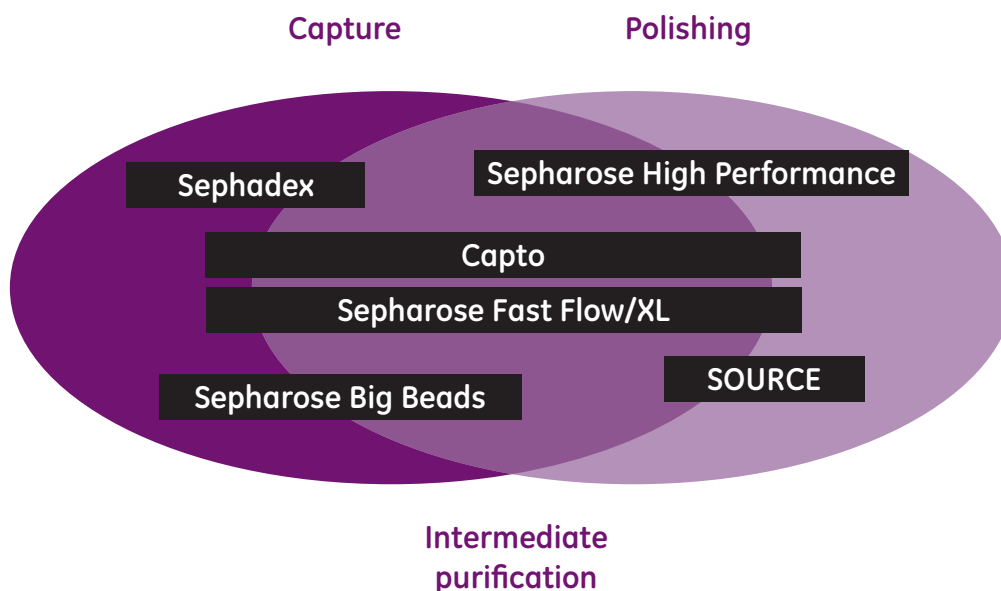 Capture
Polishing
Sephadex
Sepharose High Performance
Capto
Sepharose Fast Flow/XL
Sepharose Big Beads
SOURCE
Intermediate
purification